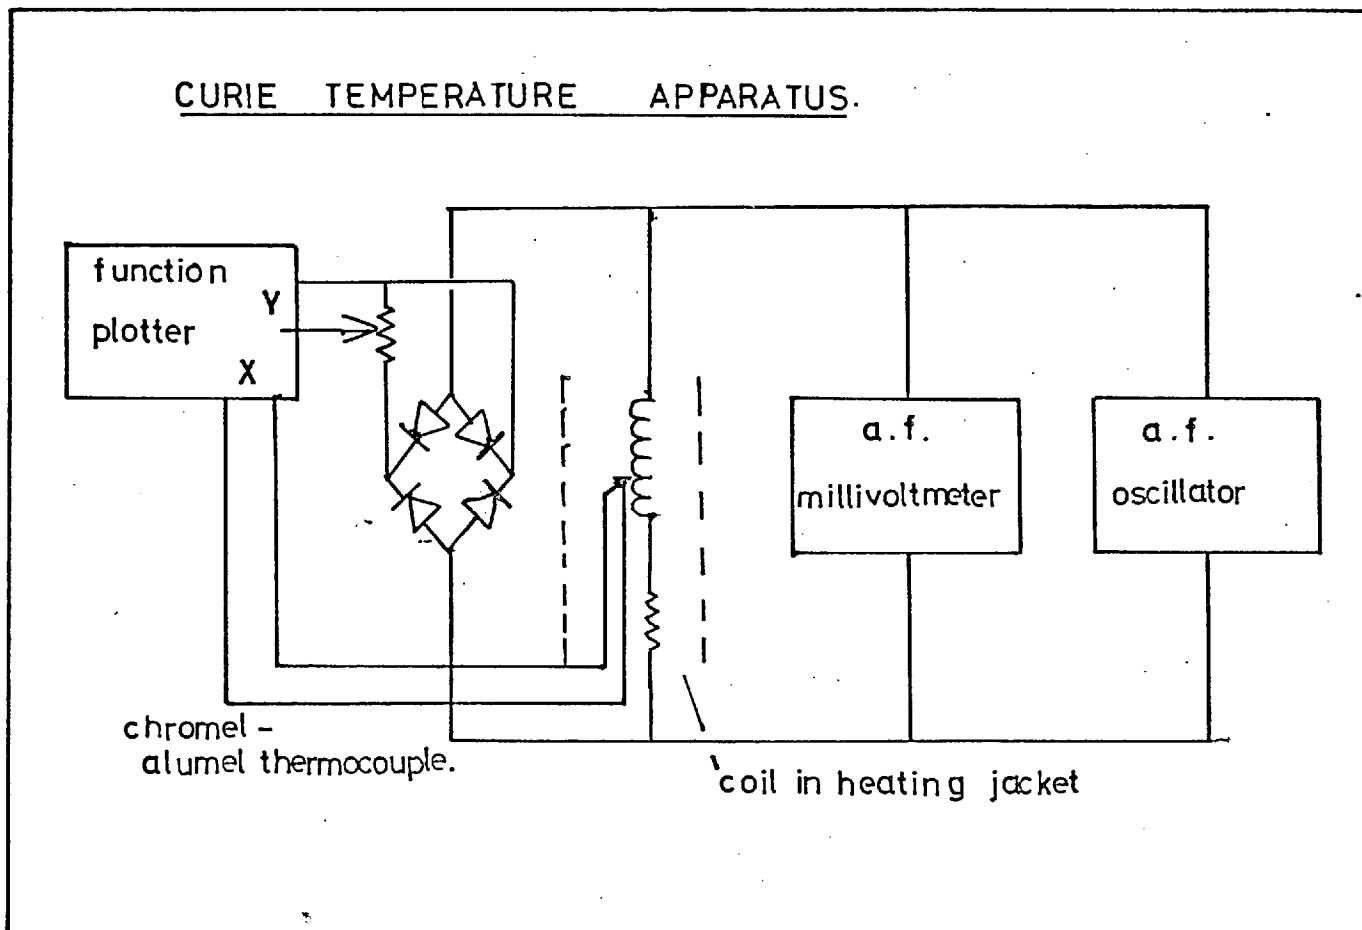 CURIE TEMPERATURE APPARATUS.
function
plotter
Y
X
a.f.
millivoltmeter
a.f.
oscillator
chromel -
alumel thermocouple.
coil in heating jacket